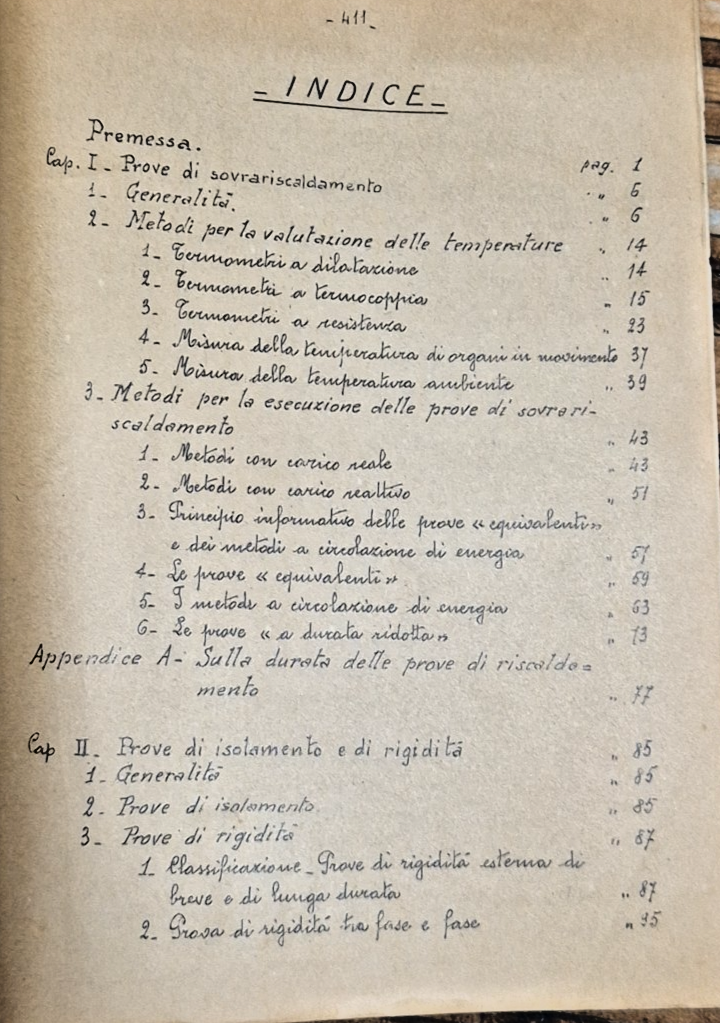 - 411 -
- INDICE -
Premessa. pag. 1
Cap. I - Prove di sovrariscaldamento " 5
1 - Generalità. " 6
2 - Metodi per la valutazione delle temperature " 14
1 - Termometri a dilatazione " 14
2 - Termometri a termocoppia " 15
3 - Termometri a resistenza " 23
4 - Misura della temperatura di organi in movimento 37
5 - Misura della temperatura ambiente " 39
3 - Metodi per la esecuzione delle prove di sovrari-
scaldamento " 43
1 - Metodi con carico reale " 43
2 - Metodi con carico reattivo " 51
3 - Principio informativo delle prove « equivalenti »
e dei metodi a circolazione di energia " 57
4 - Le prove « equivalenti » " 59
5 - I metodi a circolazione di energia " 63
6 - Le prove « a durata ridotta » " 73
Appendice A - Sulla durata delle prove di riscalda=
mento " 77
Cap II - Prove di isolamento e di rigidità " 85
1 - Generalità " 85
2 - Prove di isolamento " 85
3 - Prove di rigidità " 87
1 - Classificazione - Prove di rigidità esterna di
breve e di lunga durata " 87
2 - Prova di rigidità tra fase e fase " 95